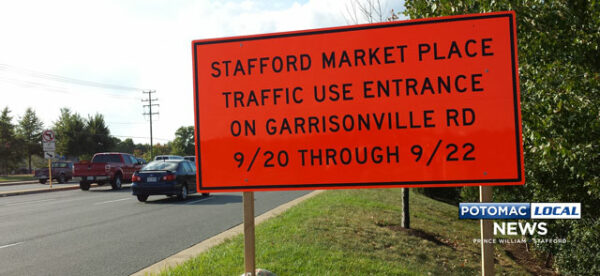 STAFFORD MARKET PLACE
TRAFFIC USE ENTRANCE
ON GARRISONVILLE RD
9/20 THROUGH 9/22
POTOMAC LOCAL
NEWS
PRINCE WILLIAM STAFFORD